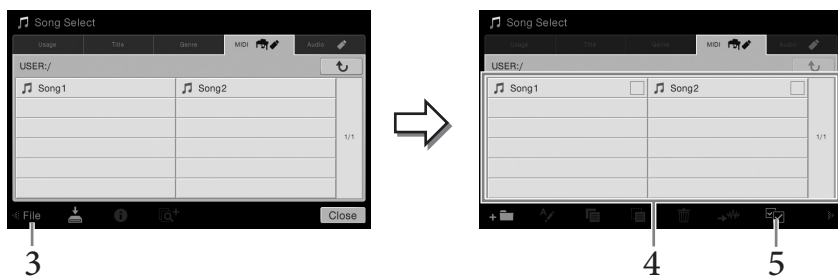 Song Select
Usage Title Genre MIDI Audio
USER:/
Song1 Song2
1/1
File Close
3
Song Select
Usage Title Genre MIDI Audio
USER:/
Song1 Song2
1/1
4 5